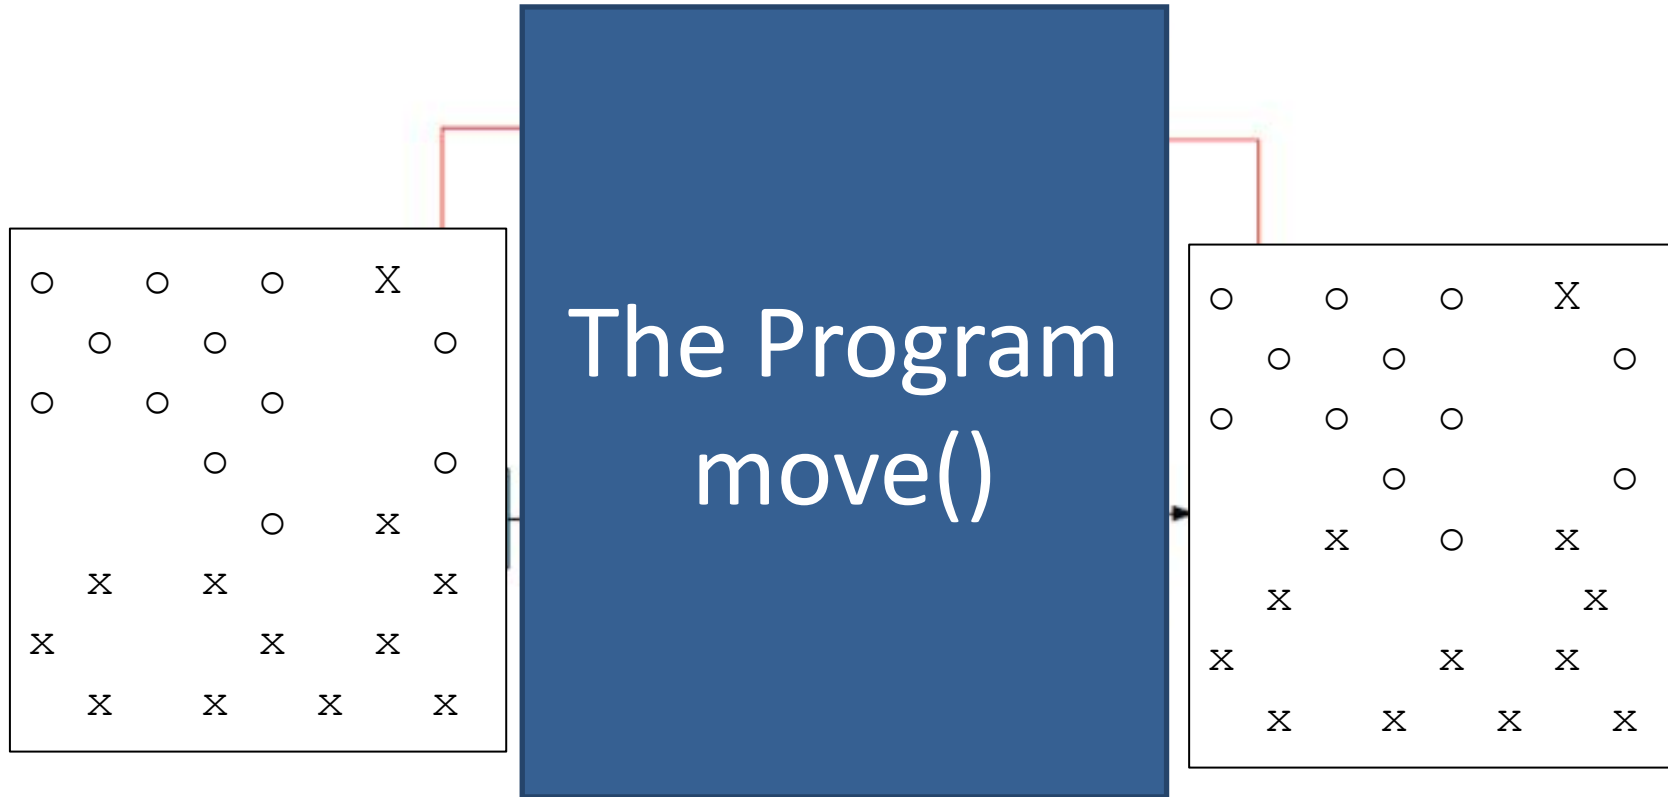 O O O X
O O O
O O O
O O
O X
X X X
X X X
X X X X
The Program
move()
O O O X
O O O
O O O
O O
X O X
X X
X X X
X X X X